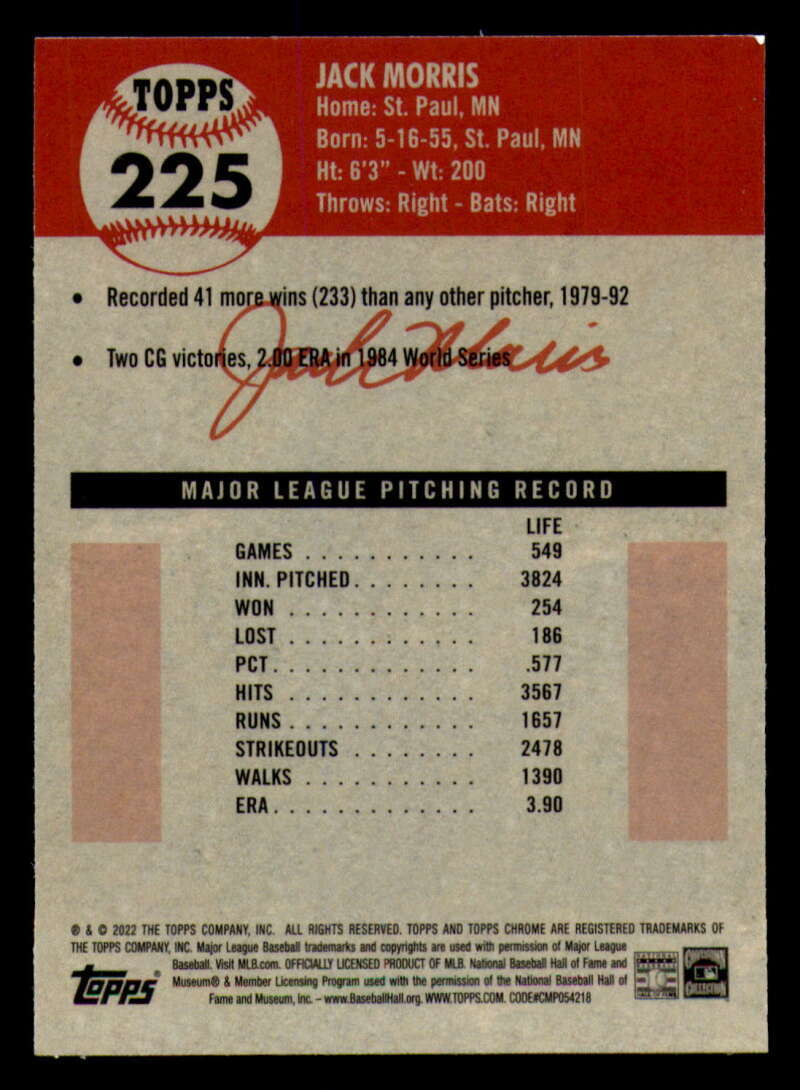 TOPPS
225
JACK MORRIS
Home: St. Paul, MN
Born: 5-16-55, St. Paul, MN
Ht: 6'3" - Wt: 200
Throws: Right - Bats: Right
• Recorded 41 more wins (233) than any other pitcher, 1979-92
• Two CG victories, 2.00 ERA in 1984 World Series
Jack Morris
MAJOR LEAGUE PITCHING RECORD
LIFE
GAMES . . . . . . . . . . . 549
INN. PITCHED. . . . . . . . 3824
WON . . . . . . . . . . . . 254
LOST . . . . . . . . . . . . 186
PCT. . . . . . . . . . . . . .577
HITS . . . . . . . . . . . . 3567
RUNS . . . . . . . . . . . . 1657
STRIKEOUTS . . . . . . . . 2478
WALKS . . . . . . . . . . . 1390
ERA. . . . . . . . . . . . . 3.90
® & © 2022 THE TOPPS COMPANY, INC. ALL RIGHTS RESERVED. TOPPS AND TOPPS CHROME ARE REGISTERED TRADEMARKS OF
THE TOPPS COMPANY, INC. Major League Baseball trademarks and copyrights are used with permission of Major League
Baseball. Visit MLB.com. OFFICIALLY LICENSED PRODUCT OF MLB. National Baseball Hall of Fame and
Museum® & Member Licensing Program used with the permission of the National Baseball Hall of
Fame and Museum, Inc. – www.BaseballHall.org. WWW.TOPPS.COM. CODE#CMP054218
Topps
HALL OF FAME
COLLECTION